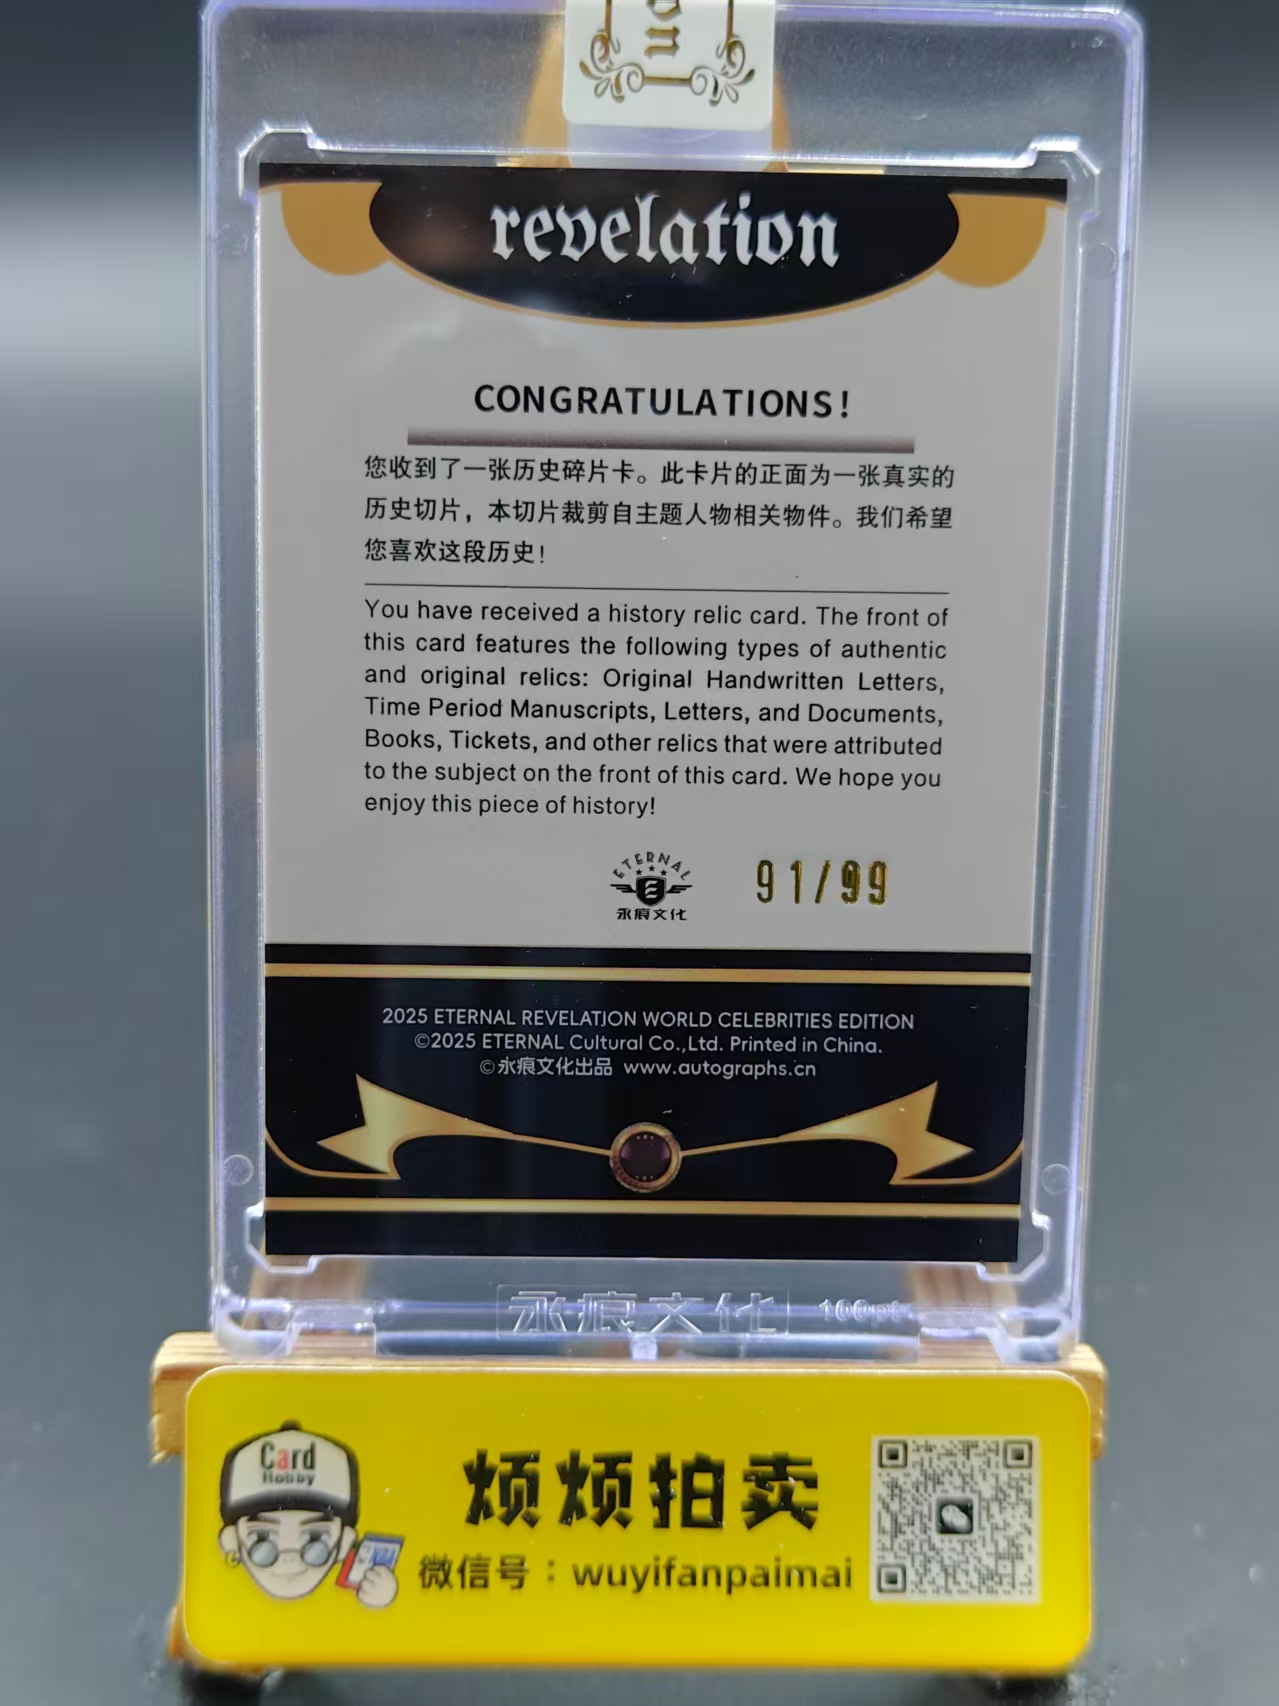 on
revelation
CONGRATULATIONS!
您收到了一张历史碎片卡。此卡片的正面为一张真实的
历史切片，本切片裁剪自主题人物相关物件。我们希望
您喜欢这段历史！
You have received a history relic card. The front of
this card features the following types of authentic
and original relics: Original Handwritten Letters,
Time Period Manuscripts, Letters, and Documents,
Books, Tickets, and other relics that were attributed
to the subject on the front of this card. We hope you
enjoy this piece of history!
ETERNAL
永痕文化
91/99
2025 ETERNAL REVELATION WORLD CELEBRITIES EDITION
©2025 ETERNAL Cultural Co.,Ltd. Printed in China.
©永痕文化出品 www.autographs.cn
永痕文化 100pt
Card
Hobby
烦烦拍卖
微信号：wuyifanpaimai